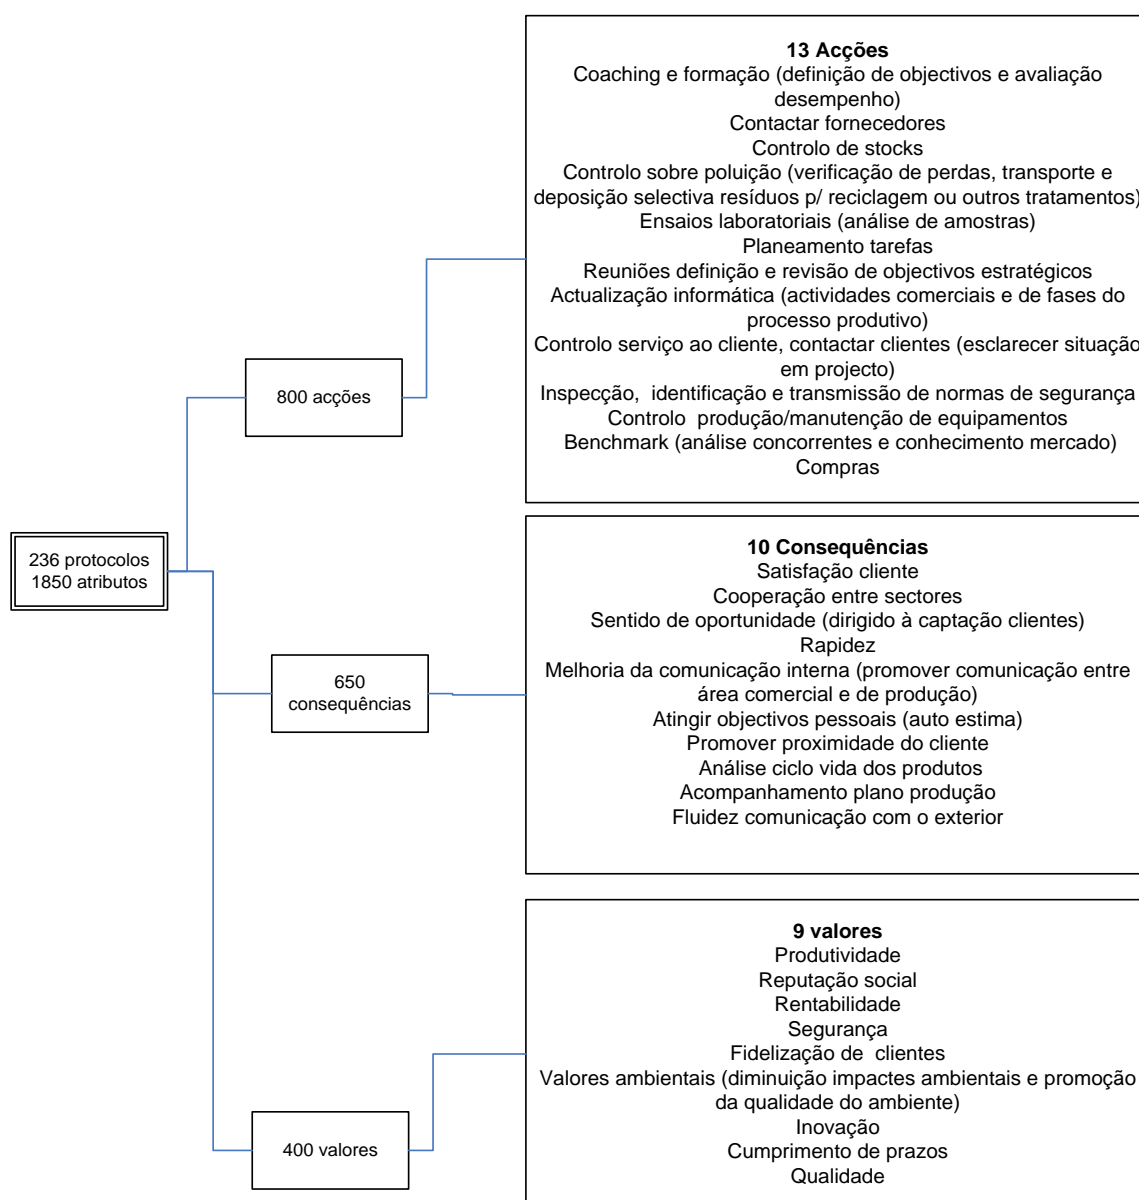 13 Acções
Coaching e formação (definição de objectivos e avaliação
desempenho)
Contactar fornecedores
Controlo de stocks
Controlo sobre poluição (verificação de perdas, transporte e
deposição selectiva resíduos p/ reciclagem ou outros tratamentos)
Ensaios laboratoriais (análise de amostras)
Planeamento tarefas
Reuniões definição e revisão de objectivos estratégicos
Actualização informática (actividades comerciais e de fases do
processo produtivo)
Controlo serviço ao cliente, contactar clientes (esclarecer situação
em projecto)
Inspecção, identificação e transmissão de normas de segurança
Controlo produção/manutenção de equipamentos
Benchmark (análise concorrentes e conhecimento mercado)
Compras
800 acções
236 protocolos
1850 atributos
10 Consequências
Satisfação cliente
Cooperação entre sectores
Sentido de oportunidade (dirigido à captação clientes)
Rapidez
Melhoria da comunicação interna (promover comunicação entre
área comercial e de produção)
Atingir objectivos pessoais (auto estima)
Promover proximidade do cliente
Análise ciclo vida dos produtos
Acompanhamento plano produção
Fluidez comunicação com o exterior
650
consequências
9 valores
Produtividade
Reputação social
Rentabilidade
Segurança
Fidelização de clientes
Valores ambientais (diminuição impactes ambientais e promoção
da qualidade do ambiente)
Inovação
Cumprimento de prazos
Qualidade
400 valores